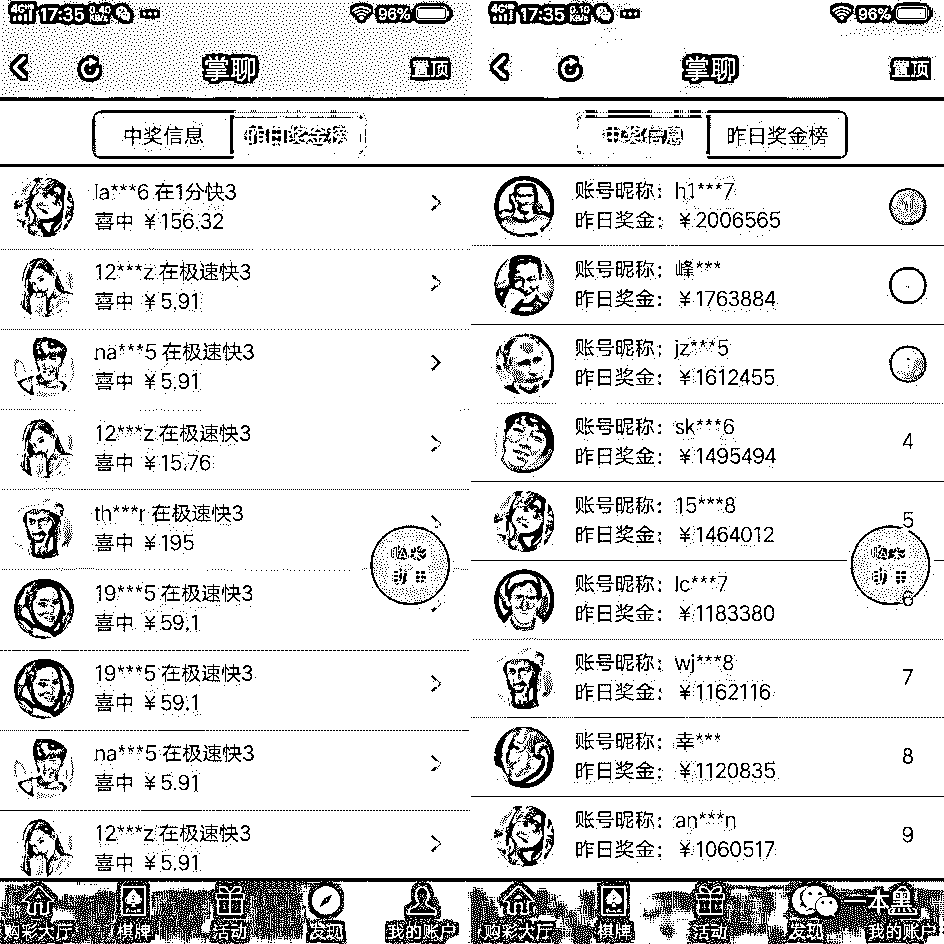 4G 17:35 0.40 KB/s 96%
掌聊
置顶
中奖信息 昨日奖金榜
la***6 在1分快3
喜中 ¥156.32
12***z 在极速快3
喜中 ¥5.91
na***5 在极速快3
喜中 ¥5.91
12***z 在极速快3
喜中 ¥15.76
th***r 在极速快3
喜中 ¥195
19***5 在极速快3
喜中 ¥59.1
19***5 在极速快3
喜中 ¥59.1
na***5 在极速快3
喜中 ¥5.91
12***z 在极速快3
喜中 ¥5.91
购彩大厅 棋牌 活动 发现 我的账户
4G 17:35 0.10 KB/s 96%
掌聊
置顶
中奖信息 昨日奖金榜
账号昵称：h1***7
昨日奖金：¥2006565
1
账号昵称：峰***
昨日奖金：¥1763884
账号昵称：jz***5
昨日奖金：¥1612455
账号昵称：sk***6
昨日奖金：¥1495494
4
账号昵称：15***8
昨日奖金：¥1464012
5
账号昵称：lc***7
昨日奖金：¥1183380
6
账号昵称：wj***8
昨日奖金：¥1162116
7
账号昵称：幸***
昨日奖金：¥1120835
8
账号昵称：an***n
昨日奖金：¥1060517
9
购彩大厅 棋牌 活动 发现 我的账户
一本黑